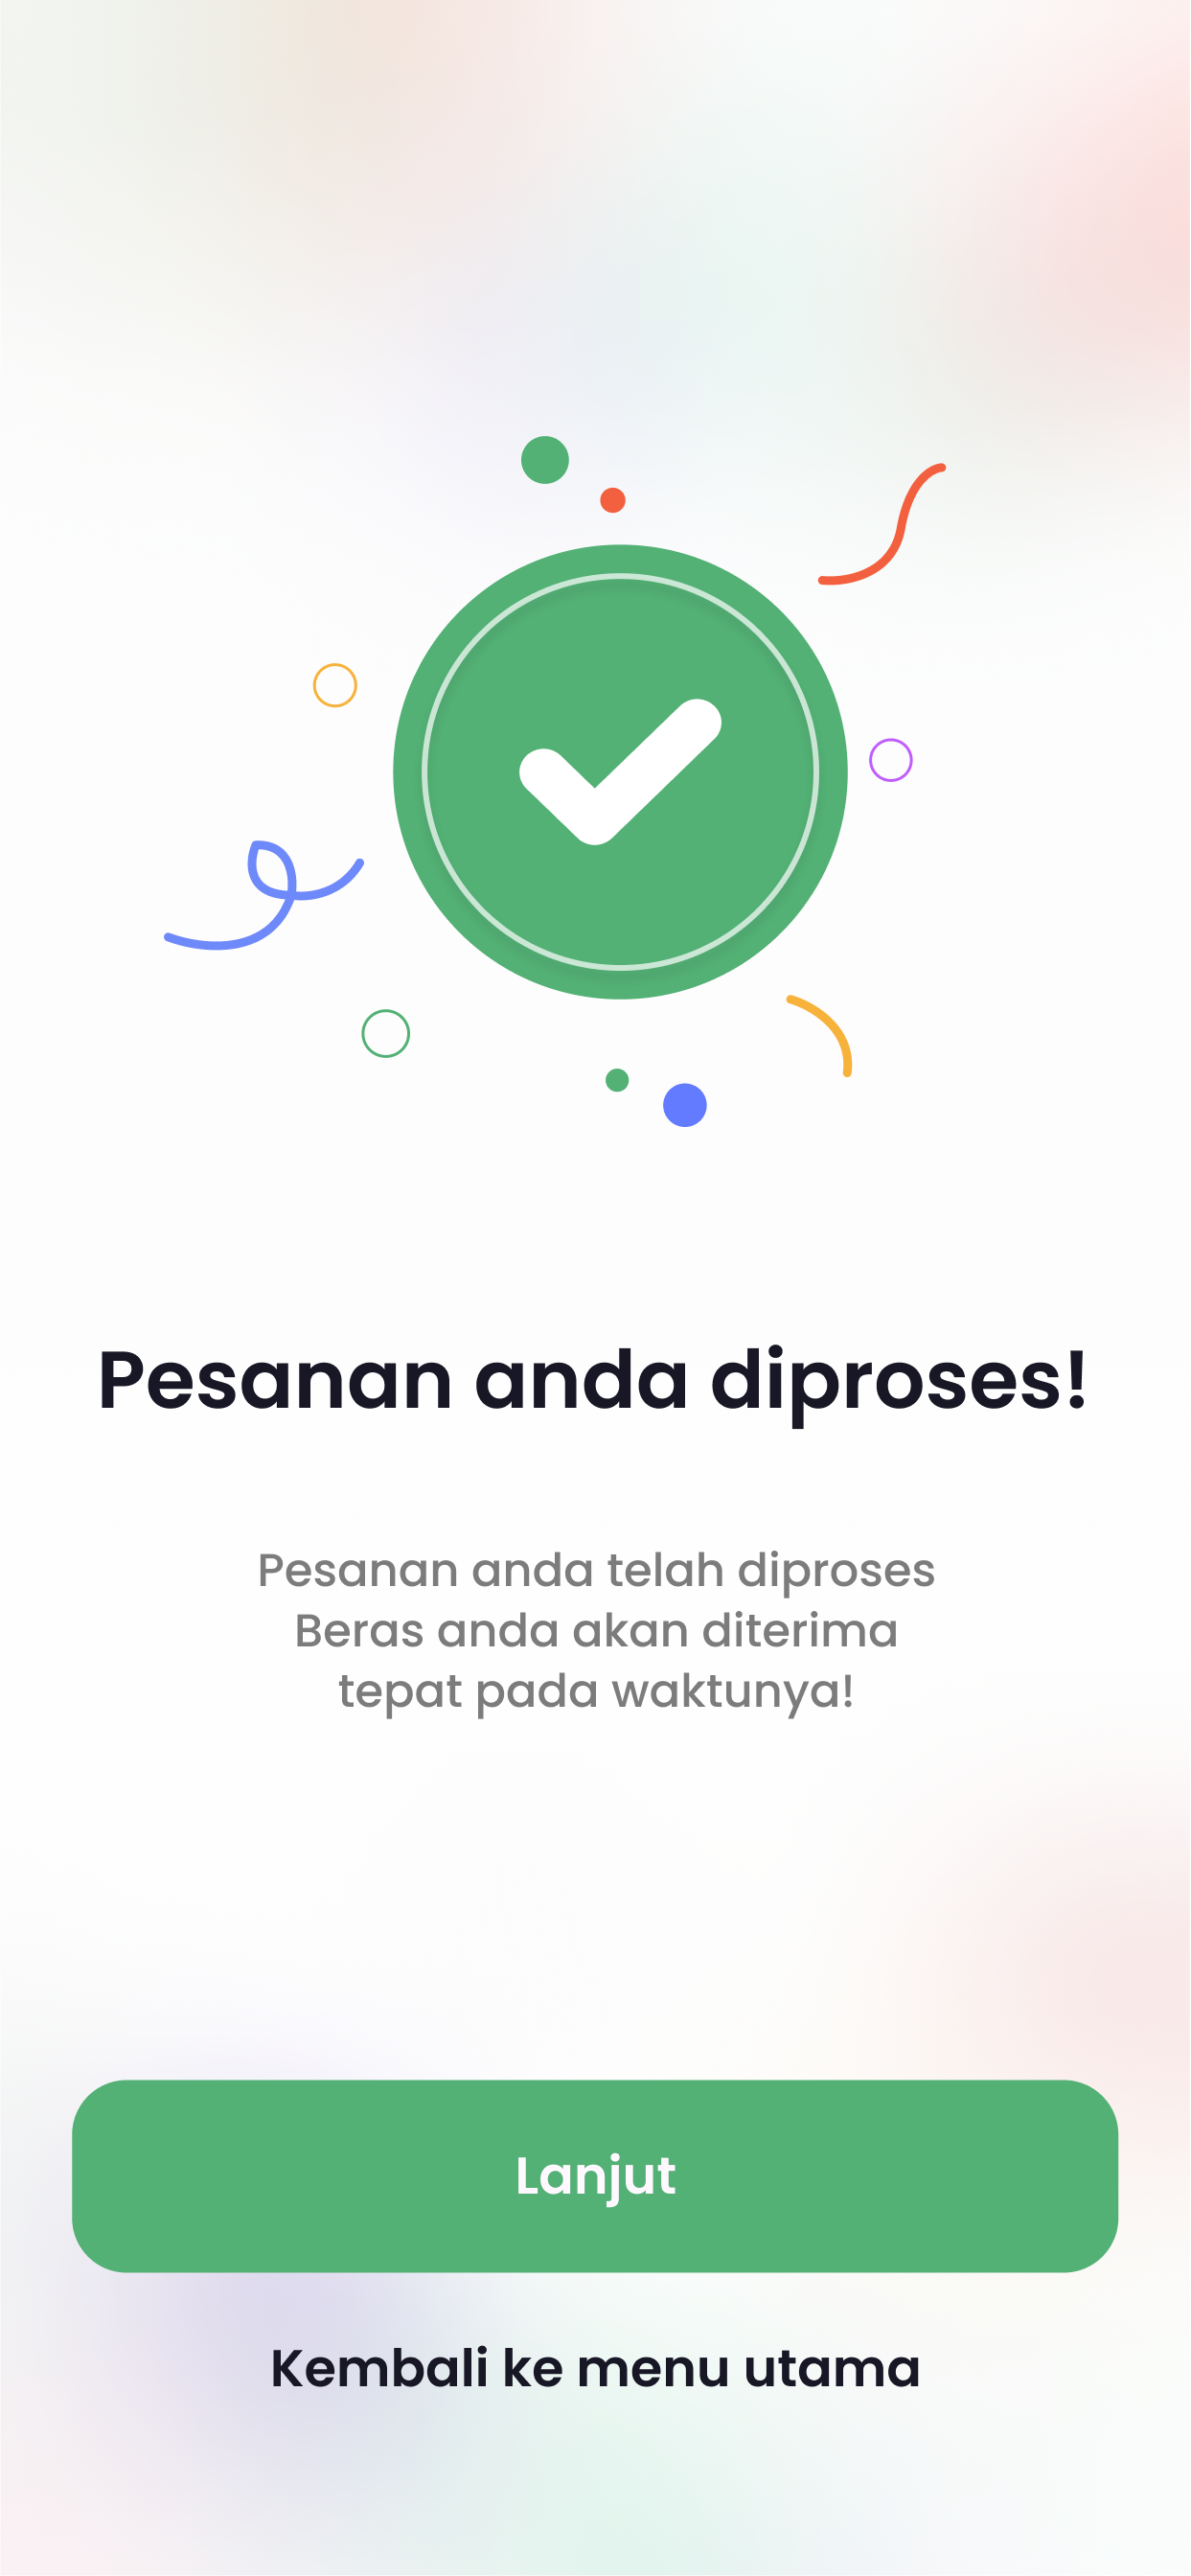 Pesanan anda diproses!
Pesanan anda telah diproses
Beras anda akan diterima
tepat pada waktunya!
Lanjut
Kembali ke menu utama